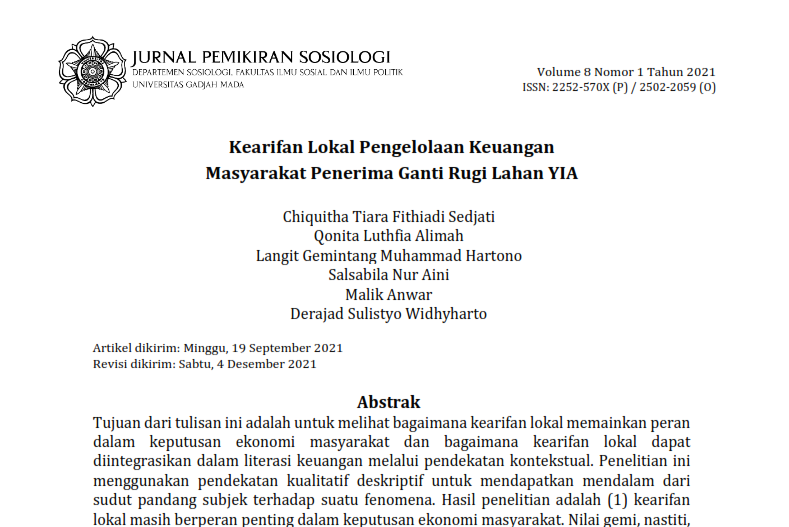 JURNAL PEMIKIRAN SOSIOLOGI
DEPARTEMEN SOSIOLOGI, FAKULTAS ILMU SOSIAL DAN ILMU POLITIK
UNIVERSITAS GADJAH MADA
Volume 8 Nomor 1 Tahun 2021
ISSN: 2252-570X (P) / 2502-2059 (O)
Kearifan Lokal Pengelolaan Keuangan
Masyarakat Penerima Ganti Rugi Lahan YIA
Chiquitha Tiara Fithiadi Sedjati
Qonita Luthfia Alimah
Langit Gemintang Muhammad Hartono
Salsabila Nur Aini
Malik Anwar
Derajad Sulistyo Widhyharto
Artikel dikirim: Minggu, 19 September 2021
Revisi dikirim: Sabtu, 4 Desember 2021
Abstrak
Tujuan dari tulisan ini adalah untuk melihat bagaimana kearifan lokal memainkan peran
dalam keputusan ekonomi masyarakat dan bagaimana kearifan lokal dapat
diintegrasikan dalam literasi keuangan melalui pendekatan kontekstual. Penelitian ini
menggunakan pendekatan kualitatif deskriptif untuk mendapatkan mendalam dari
sudut pandang subjek terhadap suatu fenomena. Hasil penelitian adalah (1) kearifan
lokal masih berperan penting dalam keputusan ekonomi masyarakat. Nilai gemi, nastiti,